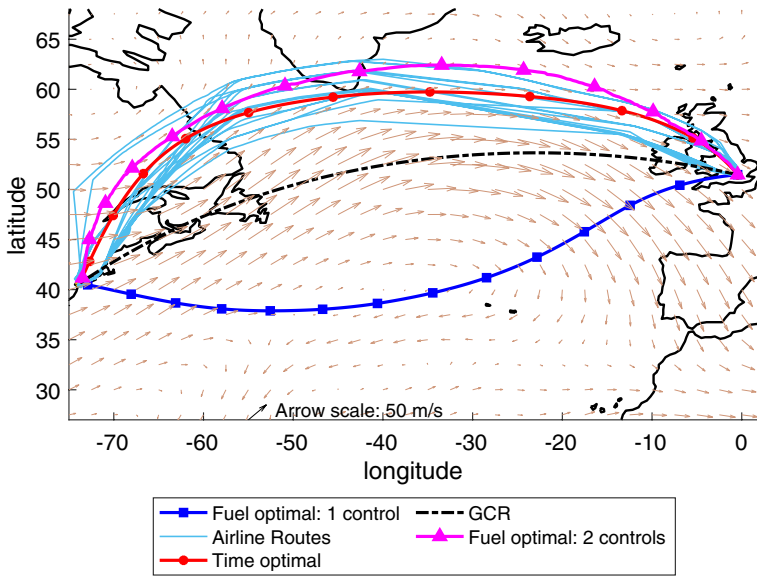 65
60
55
50
45
40
35
30
latitude
Arrow scale: 50 m/s
-70 -60 -50 -40 -30 -20 -10 0
longitude
Fuel optimal: 1 control
GCR
Airline Routes
Fuel optimal: 2 controls
Time optimal